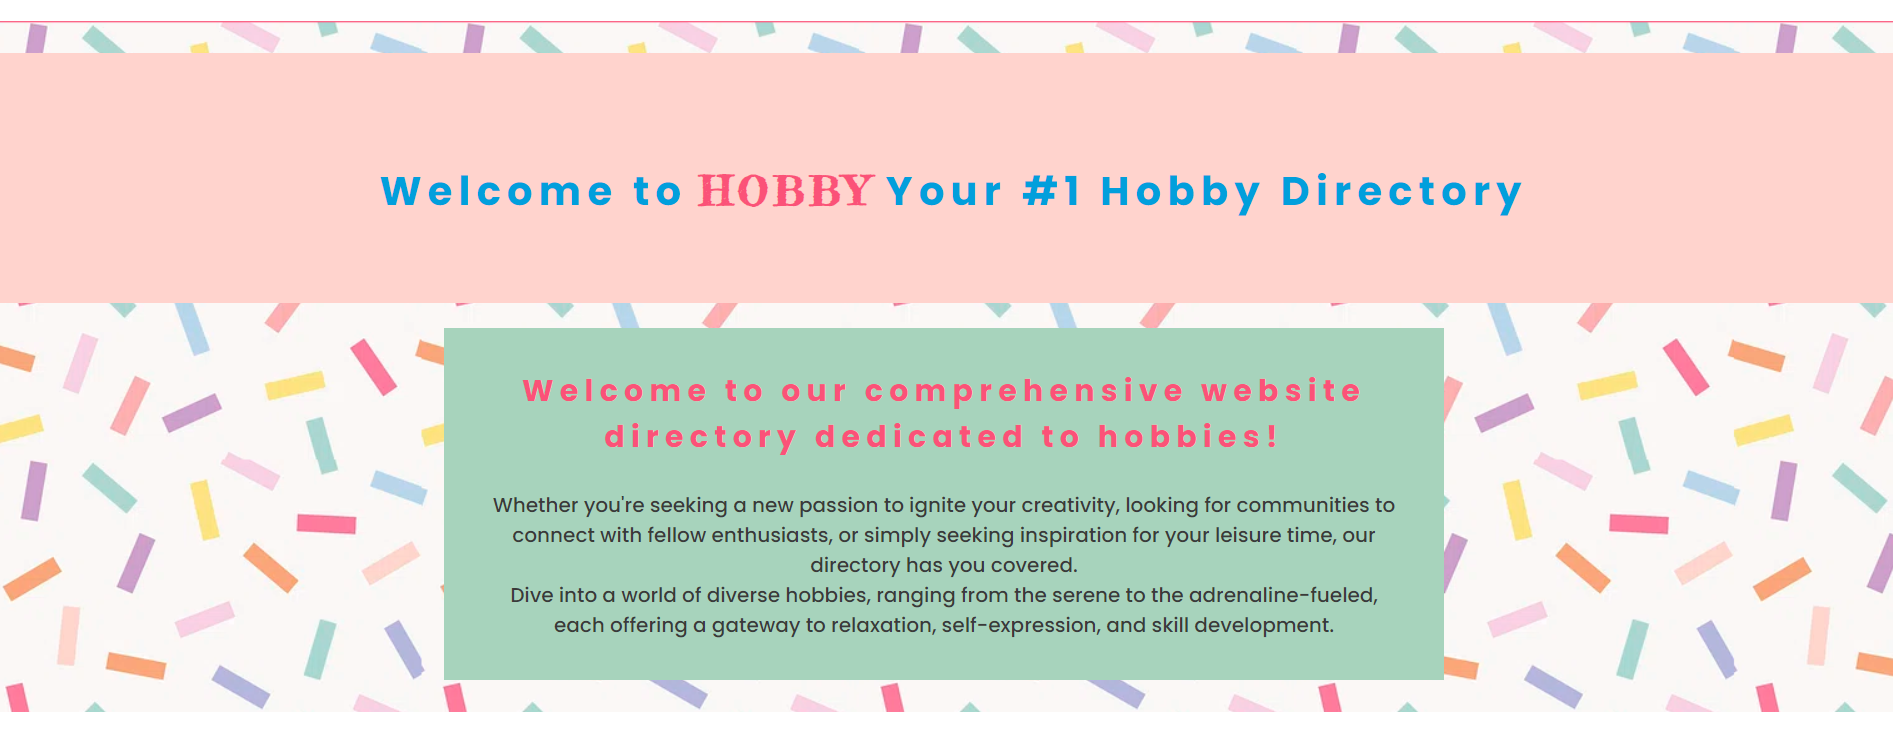 Welcome to HOBBY Your #1 Hobby Directory
Welcome to our comprehensive website
directory dedicated to hobbies!
Whether you're seeking a new passion to ignite your creativity, looking for communities to
connect with fellow enthusiasts, or simply seeking inspiration for your leisure time, our
directory has you covered.
Dive into a world of diverse hobbies, ranging from the serene to the adrenaline-fueled,
each offering a gateway to relaxation, self-expression, and skill development.